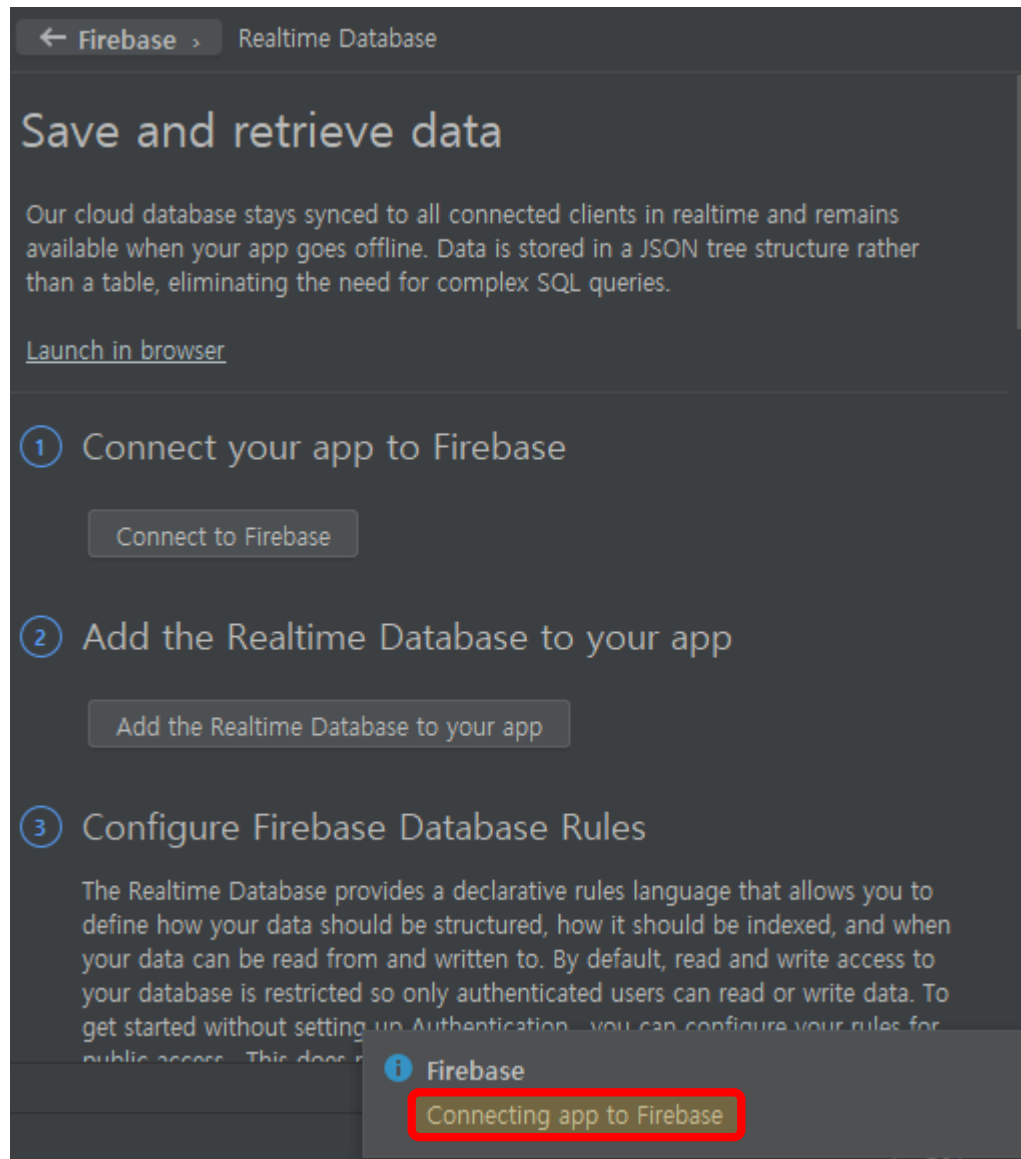 ← Firebase › Realtime Database
Save and retrieve data
Our cloud database stays synced to all connected clients in realtime and remains
available when your app goes offline. Data is stored in a JSON tree structure rather
than a table, eliminating the need for complex SQL queries.
Launch in browser
1 Connect your app to Firebase
Connect to Firebase
2 Add the Realtime Database to your app
Add the Realtime Database to your app
3 Configure Firebase Database Rules
The Realtime Database provides a declarative rules language that allows you to
define how your data should be structured, how it should be indexed, and when
your data can be read from and written to. By default, read and write access to
your database is restricted so only authenticated users can read or write data. To
get started without setting up Authentication , you can configure your rules for
public access . This does
Firebase
Connecting app to Firebase